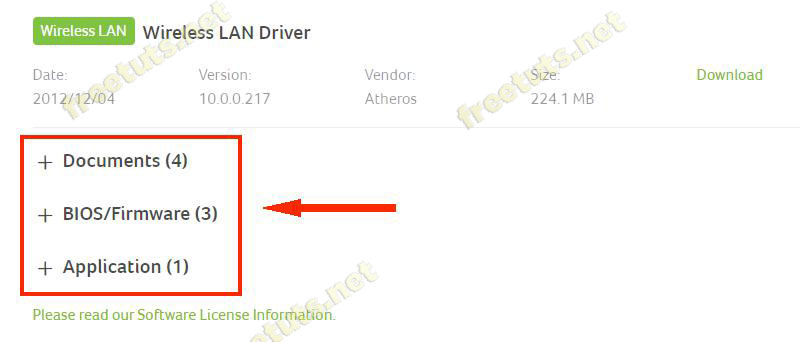 Wireless LAN Wireless LAN Driver
Date: Version: Vendor: Size: Download
2012/12/04 10.0.0.217 Atheros 224.1 MB
freetuts.net
freetuts.net
+ Documents (4)
+ BIOS/Firmware (3)
+ Application (1)
Please read our Software License Information.
freetuts.net